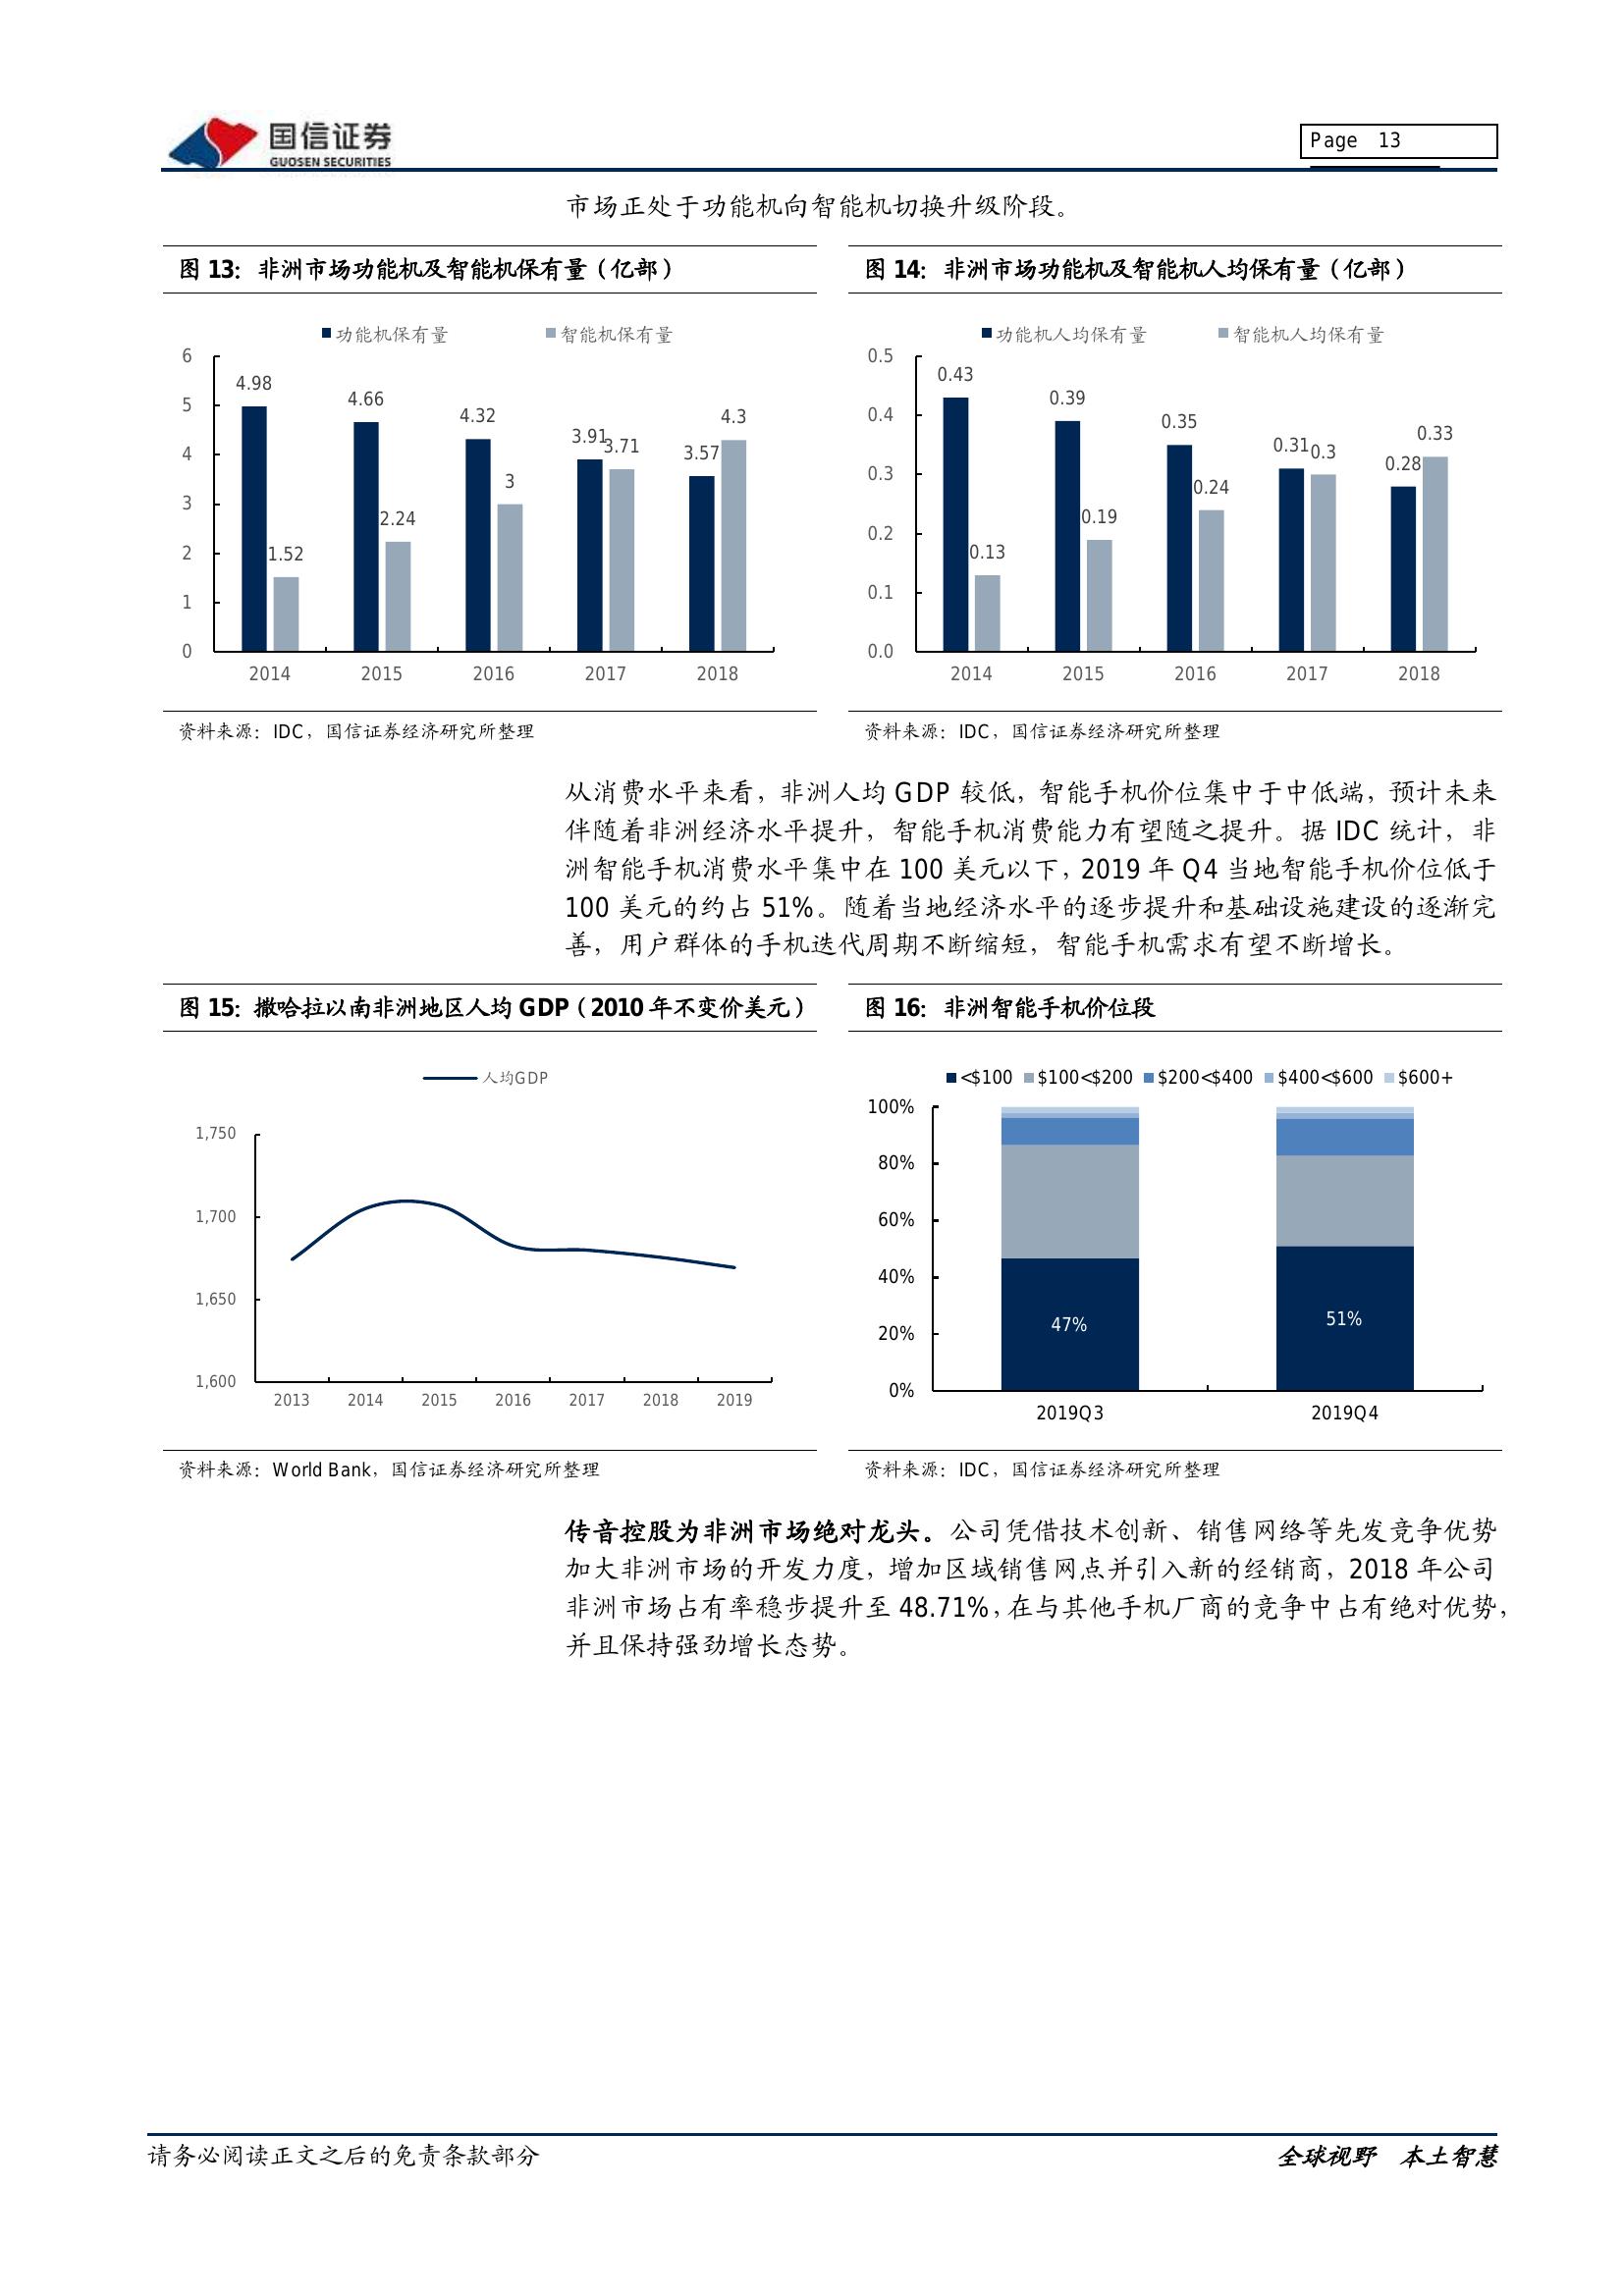 国信证券
GUOSEN SECURITIES
Page 13
市场正处于功能机向智能机切换升级阶段。
图 13：非洲市场功能机及智能机保有量（亿部）
功能机保有量 智能机保有量
6
5
4
3
2
1
0
4.98 4.66 4.32 3.91 3.57
1.52 2.24 3 3.71 4.3
2014 2015 2016 2017 2018
资料来源：IDC，国信证券经济研究所整理
图 14：非洲市场功能机及智能机人均保有量（亿部）
功能机人均保有量 智能机人均保有量
0.5
0.4
0.3
0.2
0.1
0.0
0.43 0.39 0.35 0.31 0.28
0.13 0.19 0.24 0.3 0.33
2014 2015 2016 2017 2018
资料来源：IDC，国信证券经济研究所整理
从消费水平来看，非洲人均 GDP 较低，智能手机价位集中于中低端，预计未来
伴随着非洲经济水平提升，智能手机消费能力有望随之提升。据 IDC 统计，非
洲智能手机消费水平集中在 100 美元以下，2019 年 Q4 当地智能手机价位低于
100 美元的约占 51%。随着当地经济水平的逐步提升和基础设施建设的逐渐完
善，用户群体的手机迭代周期不断缩短，智能手机需求有望不断增长。
图 15：撒哈拉以南非洲地区人均 GDP（2010 年不变价美元）
人均GDP
1,750
1,700
1,650
1,600
2013 2014 2015 2016 2017 2018 2019
资料来源：World Bank，国信证券经济研究所整理
图 16：非洲智能手机价位段
<$100 $100<$200 $200<$400 $400<$600 $600+
100%
80%
60%
40%
20%
0%
47% 51%
2019Q3 2019Q4
资料来源：IDC，国信证券经济研究所整理
传音控股为非洲市场绝对龙头。公司凭借技术创新、销售网络等先发竞争优势
加大非洲市场的开发力度，增加区域销售网点并引入新的经销商，2018 年公司
非洲市场占有率稳步提升至 48.71%，在与其他手机厂商的竞争中占有绝对优势，
并且保持强劲增长态势。
请务必阅读正文之后的免责条款部分
全球视野 本土智慧